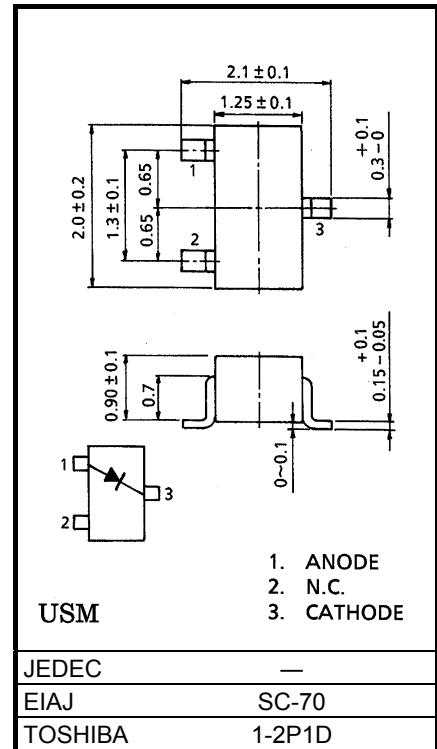 2.1±0.1
1.25±0.1
+0.1
0.3-0
2.0±0.2
1.3±0.1
0.65
0.65
1
2
3
0.90±0.1
0.7
+0.1
0.15-0.05
0~0.1
1
2
3
1. ANODE
2. N.C.
3. CATHODE
USM
JEDEC —
EIAJ SC-70
TOSHIBA 1-2P1D